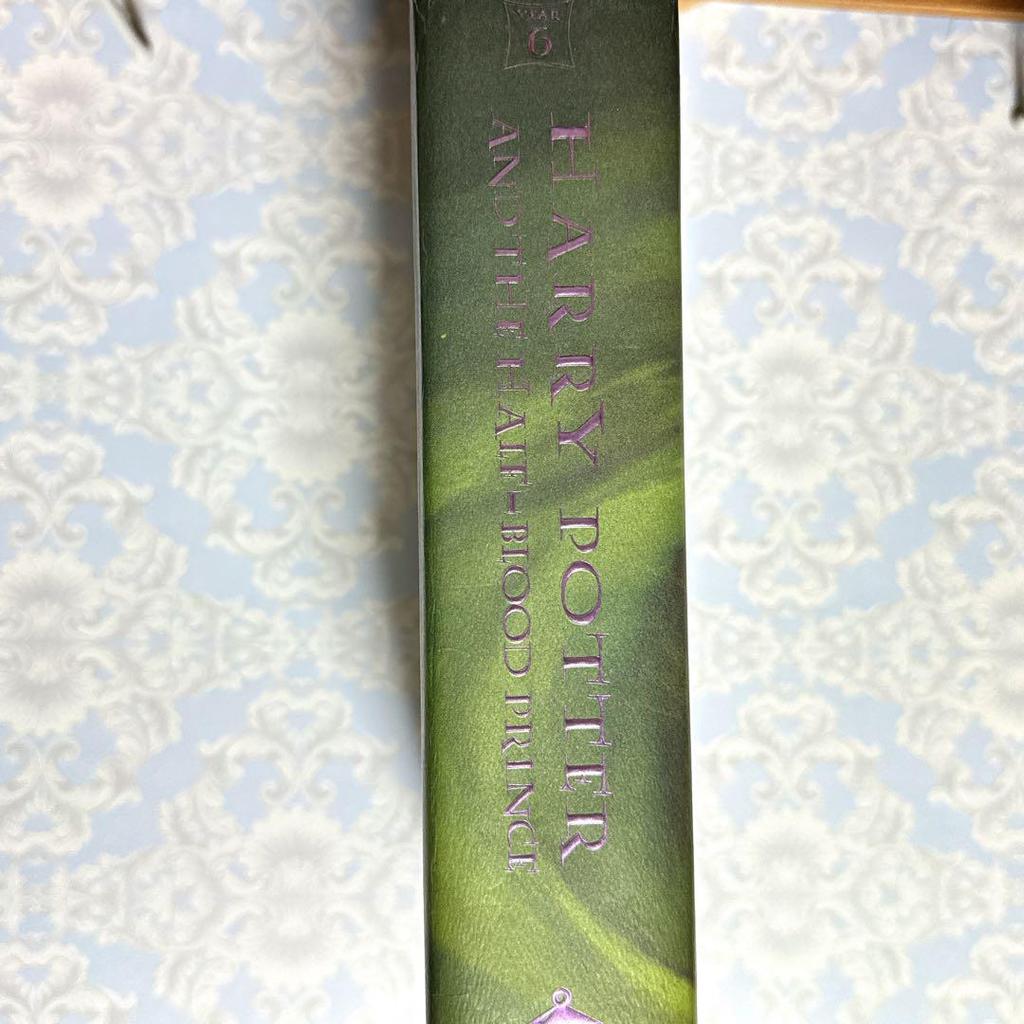 YEAR
6
HARRY POTTER
AND THE HALF-BLOOD PRINCE